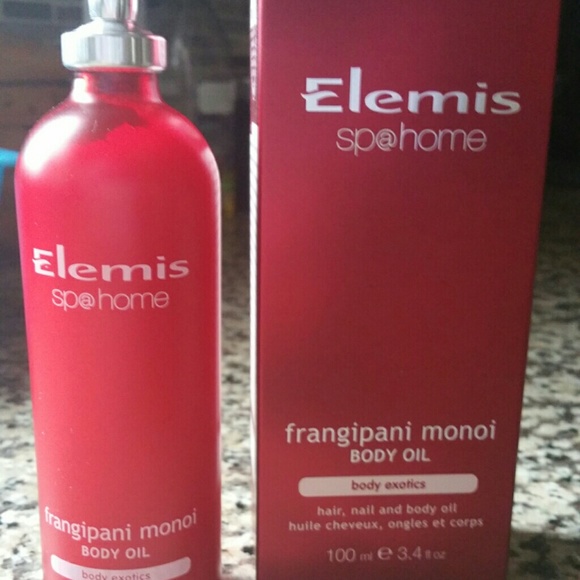 Elemis
sp@home
frangipani monoi
BODY OIL
body exotics
Elemis
sp@home
frangipani monoi
BODY OIL
body exotics
hair, nail and body oil
huile cheveux, ongles et corps
100 ml e 3.4 fl oz